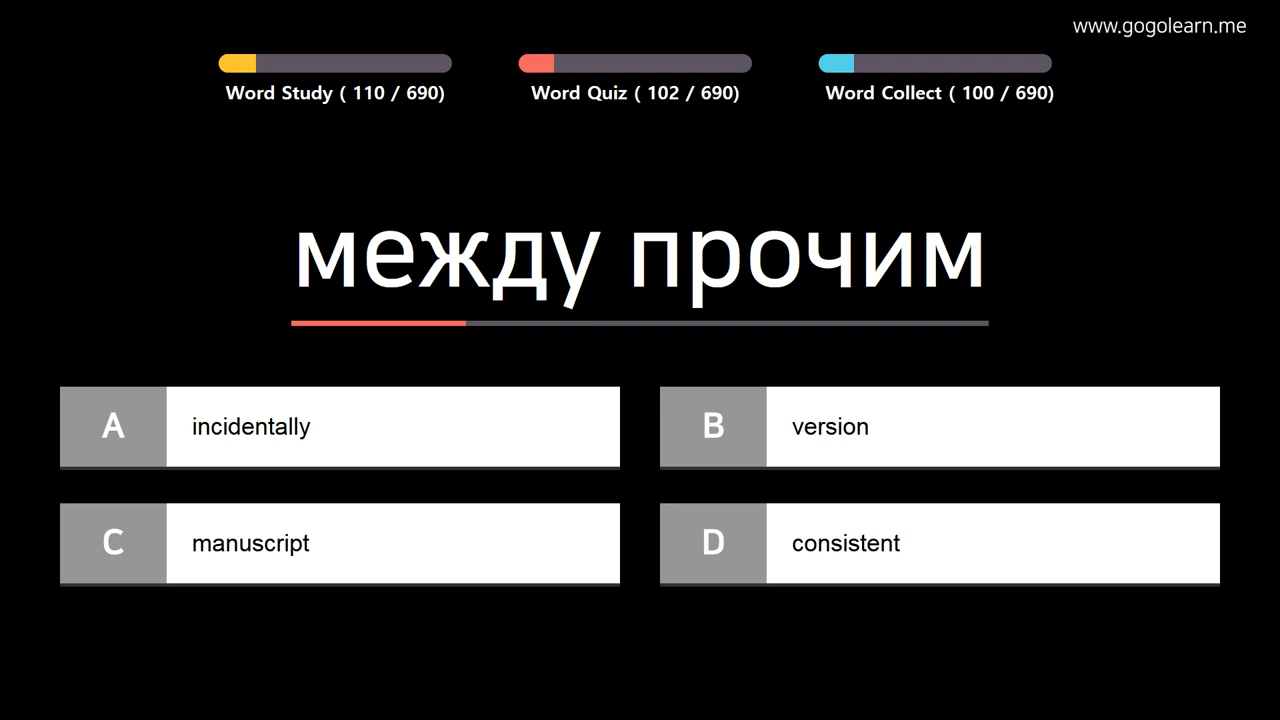 www.gogolearn.me
Word Study ( 110 / 690)
Word Quiz ( 102 / 690)
Word Collect ( 100 / 690)
между прочим
A incidentally
B version
C manuscript
D consistent